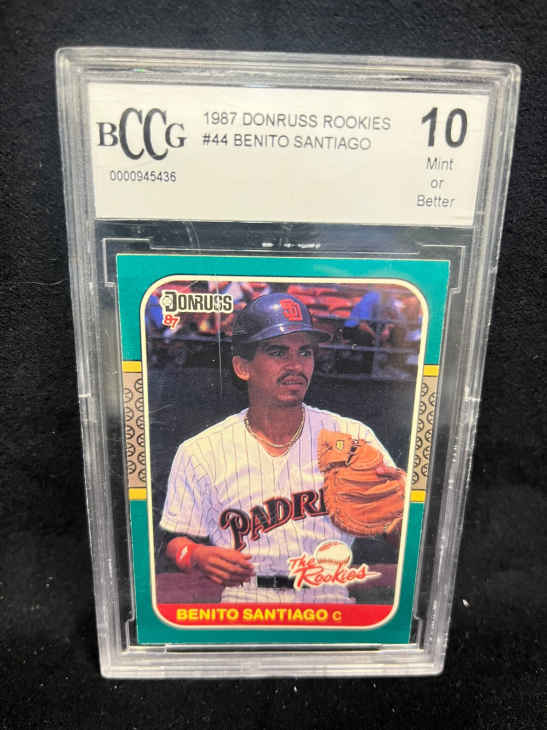 BCCG
1987 DONRUSS ROOKIES
#44 BENITO SANTIAGO
0000945436
10
Mint
or
Better
DONRUSS
87
SD
PADRE
The
Rookies
BENITO SANTIAGO C